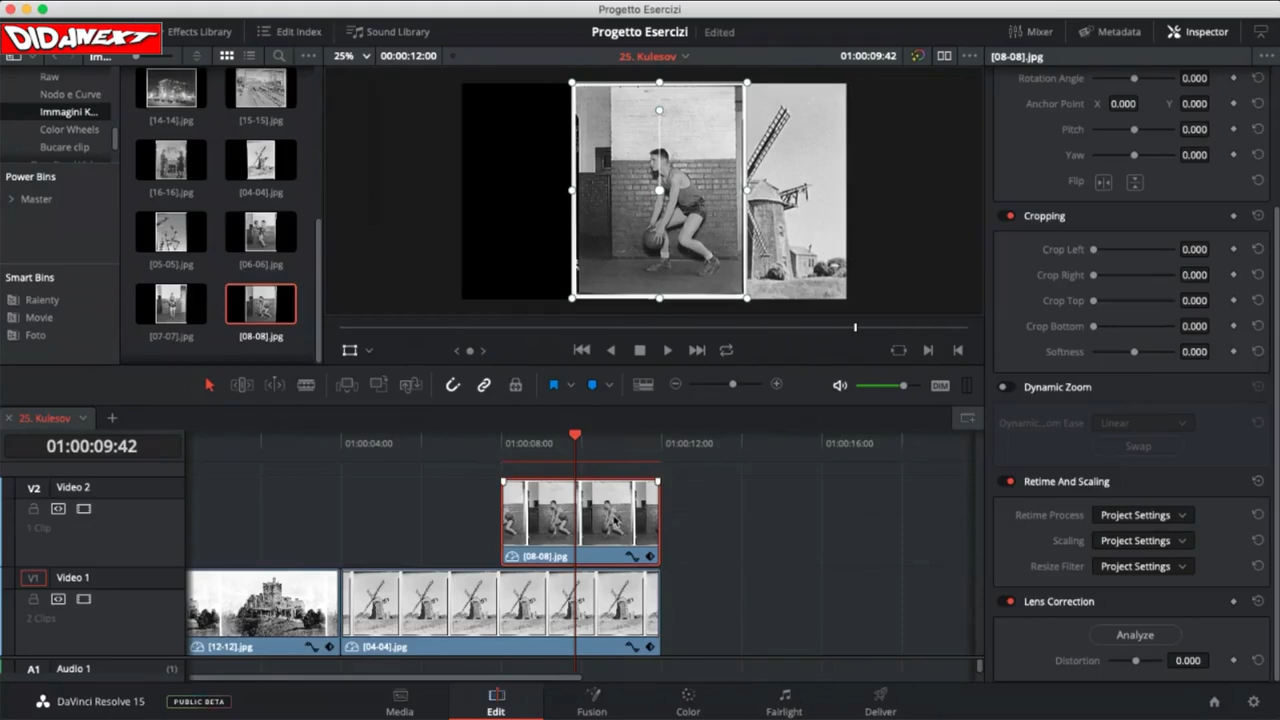 Progetto Esercizi
DIDANEXT
Effects Library
Edit Index
Sound Library
Progetto Esercizi
Edited
Mixer
Metadata
Inspector
Im...
25%
00:00:12:00
25. Kulesov
01:00:09:42
[08-08].jpg
Raw
Nodo e Curve
Immagini K...
Color Wheels
Bucare clip
Power Bins
Master
Smart Bins
Raienty
Movie
Foto
[14-14].jpg
[15-15].jpg
[16-16].jpg
[04-04].jpg
[05-05].jpg
[06-06].jpg
[07-07].jpg
[08-08].jpg
Rotation Angle 0.000
Anchor Point X 0.000 Y 0.000
Pitch 0.000
Yaw 0.000
Flip
Cropping
Crop Left 0.000
Crop Right 0.000
Crop Top 0.000
Crop Bottom 0.000
Softness 0.000
Dynamic Zoom
Dynamic...om Ease Linear
Swap
Retime And Scaling
Retime Process Project Settings
Scaling Project Settings
Resize Filter Project Settings
Lens Correction
Analyze
Distortion 0.000
DIM
25. Kulesov
01:00:09:42
01:00:04:00
01:00:08:00
01:00:12:00
01:00:16:00
V2 Video 2
1 Clip
[08-08].jpg
V1 Video 1
2 Clips
[12-12].jpg
[04-04].jpg
A1 Audio 1 (1)
DaVinci Resolve 15
PUBLIC BETA
Media
Edit
Fusion
Color
Fairlight
Deliver